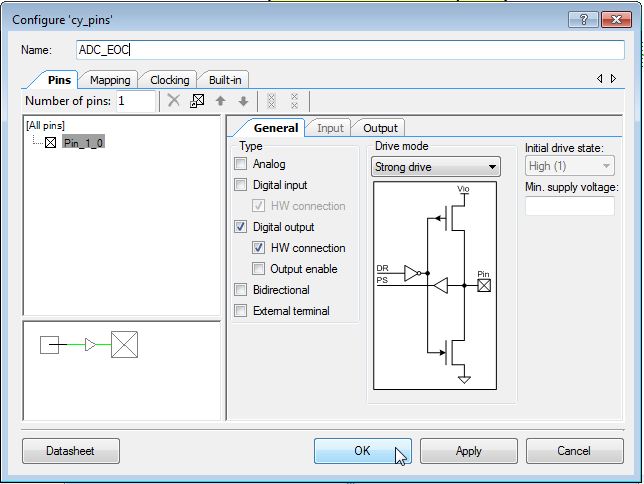 Configure 'cy_pins'
Name: ADC_EOC
Pins Mapping Clocking Built-in
Number of pins: 1
[All pins]
Pin_1_0
General Input Output
Type
Analog
Digital input
HW connection
Digital output
HW connection
Output enable
Bidirectional
External terminal
Drive mode
Strong drive
Vio
DR
PS
Pin
Initial drive state:
High (1)
Min. supply voltage:
Datasheet OK Apply Cancel